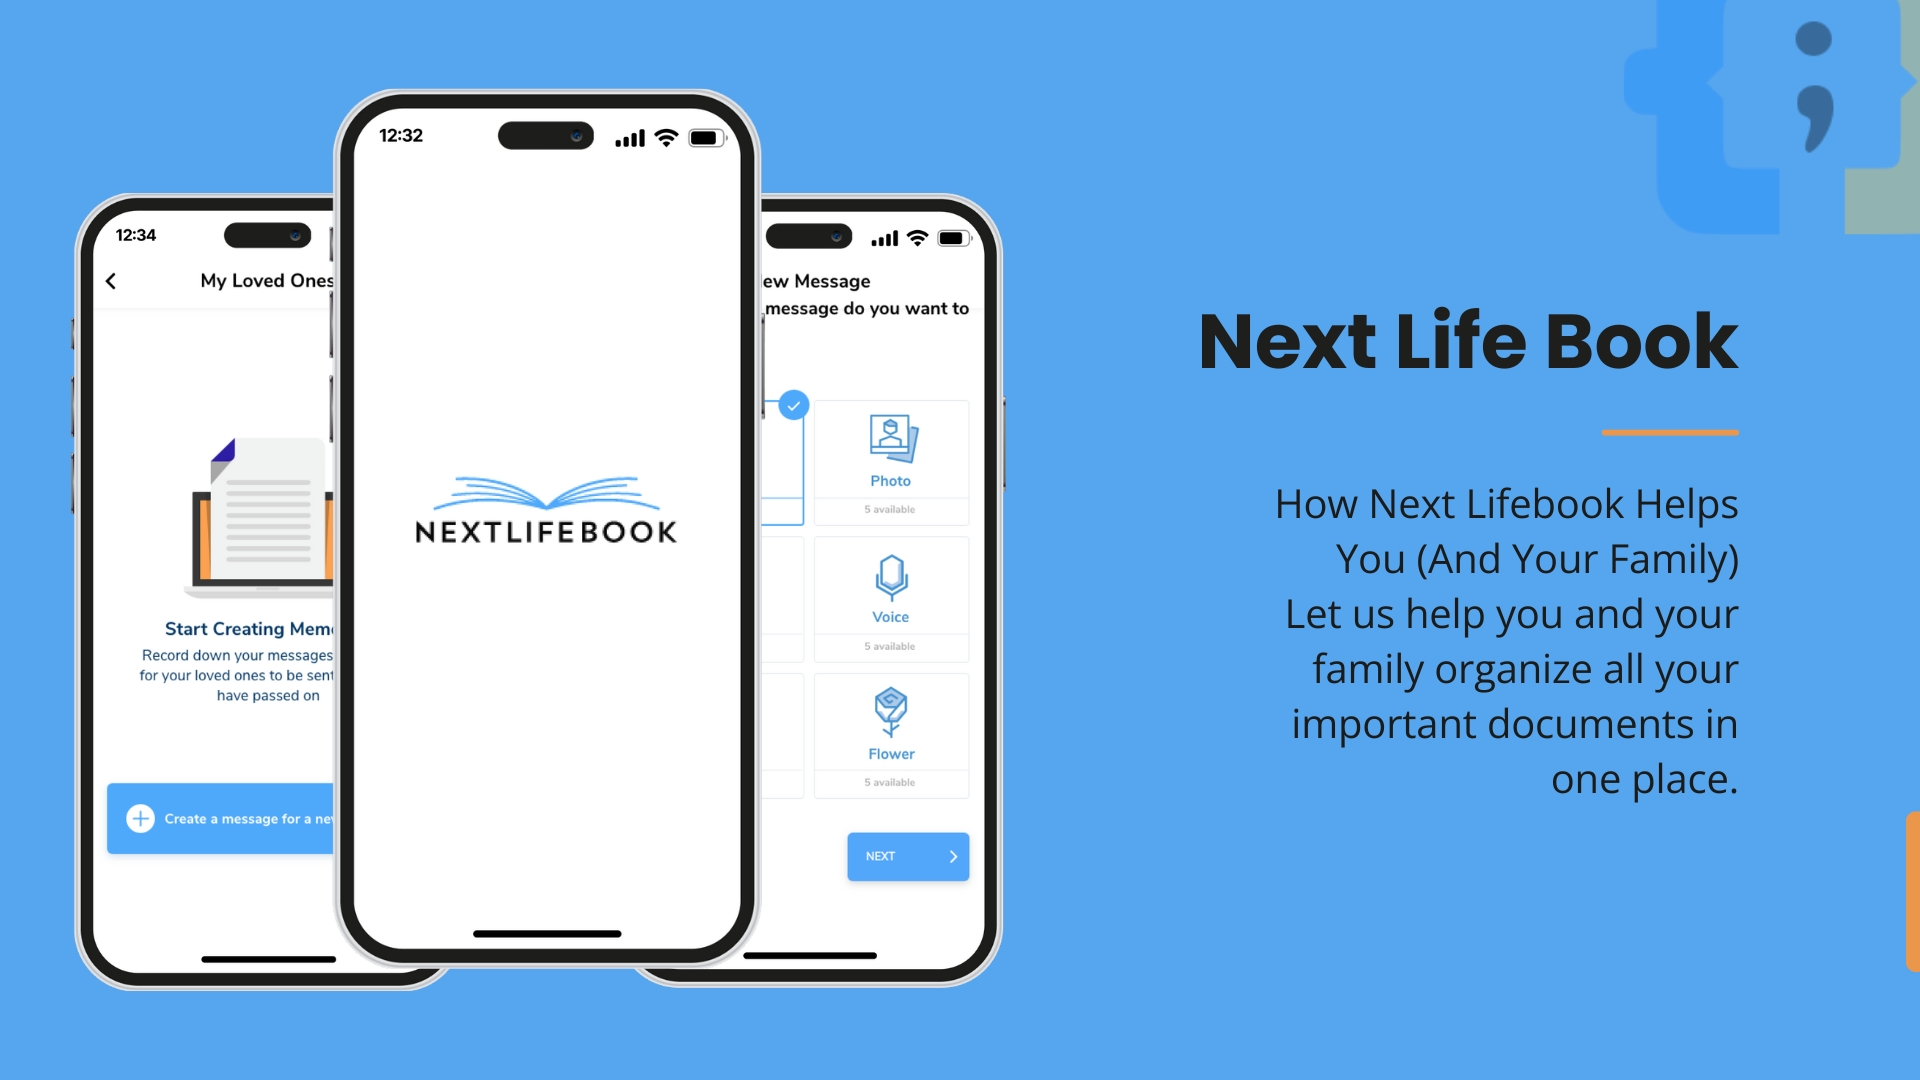 12:34
My Loved Ones
Start Creating
Record down your messages
for your loved ones to be sent
have passed on
Create a message for a
12:32
NEXTLIFEBOOK
Message
message do you want to
Photo
5 available
Voice
5 available
Flower
5 available
NEXT
Next Life Book
How Next Lifebook Helps
You (And Your Family)
Let us help you and your
family organize all your
important documents in
one place.